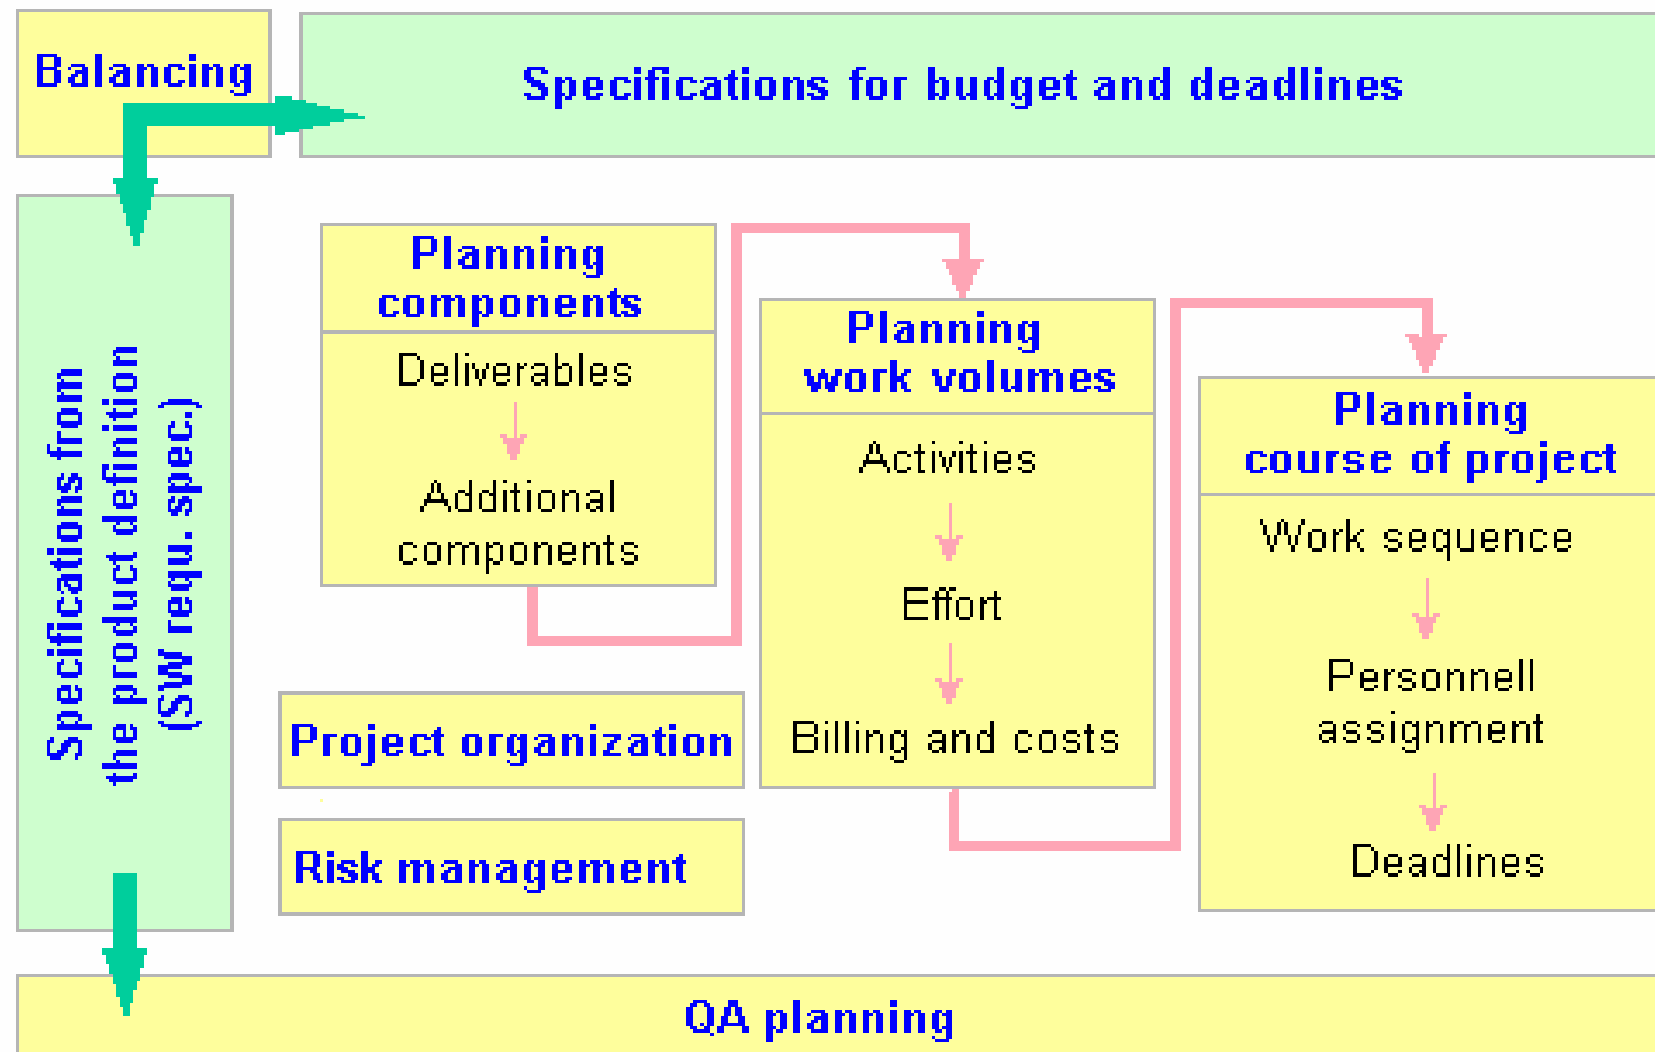 Balancing
Specifications for budget and deadlines
Specifications from
the product definition
(SW requ. spec.)
Planning
components
Deliverables
Additional
components
Planning
work volumes
Activities
Effort
Billing and costs
Planning
course of project
Work sequence
Personnell
assignment
Deadlines
Project organization
Risk management
QA planning